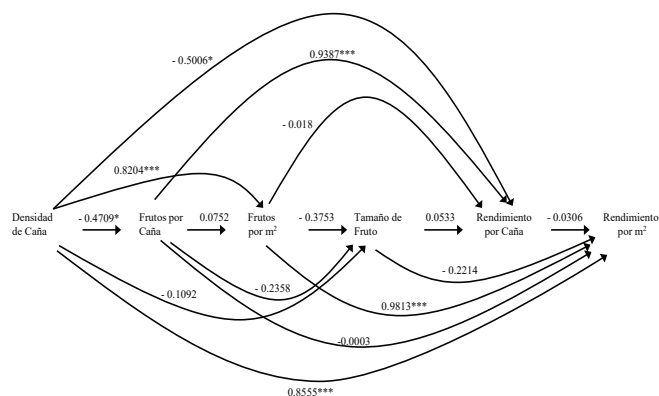 - 0.5006*
0.9387***
- 0.018
0.8204***
Densidad
de Caña
- 0.4709*
Frutos por
Caña
0.0752
Frutos
por m²
- 0.3753
Tamaño de
Fruto
0.0533
Rendimiento
por Caña
- 0.0306
Rendimiento
por m²
- 0.2214
- 0.2358
- 0.1092
0.9813***
-0.0003
0.8555***